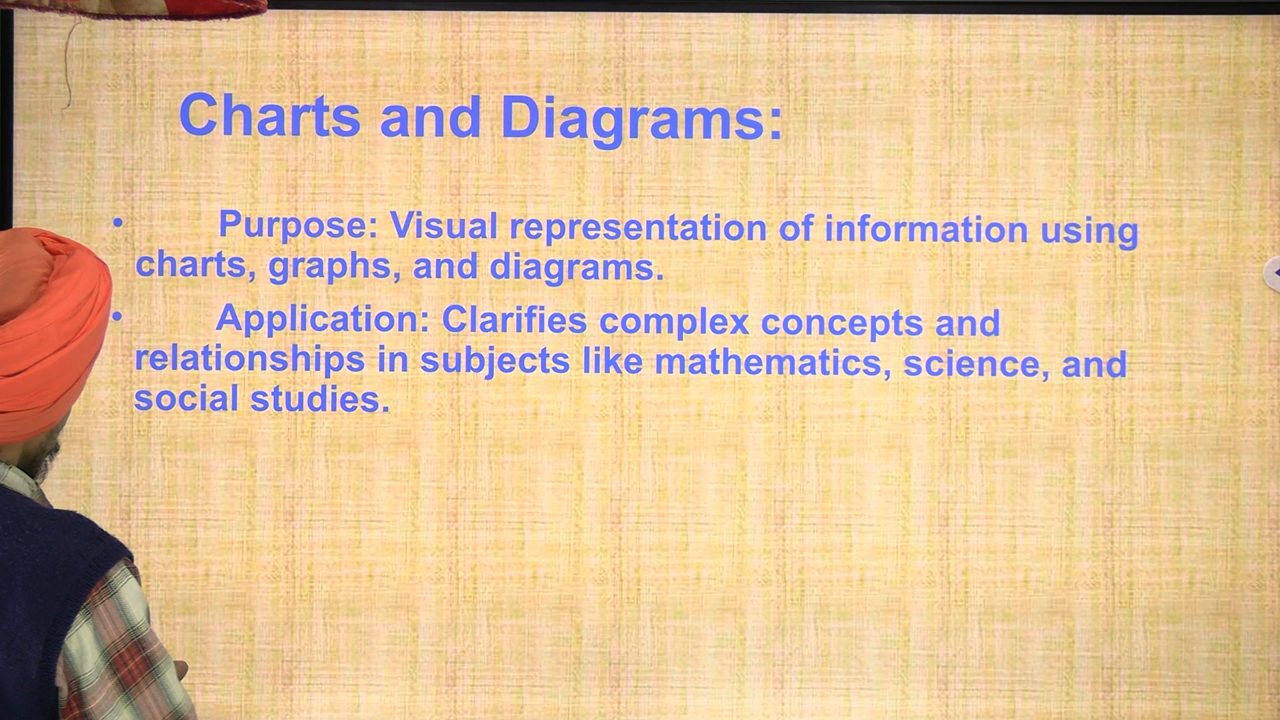 Charts and Diagrams:
• Purpose: Visual representation of information using
charts, graphs, and diagrams.
• Application: Clarifies complex concepts and
relationships in subjects like mathematics, science, and
social studies.